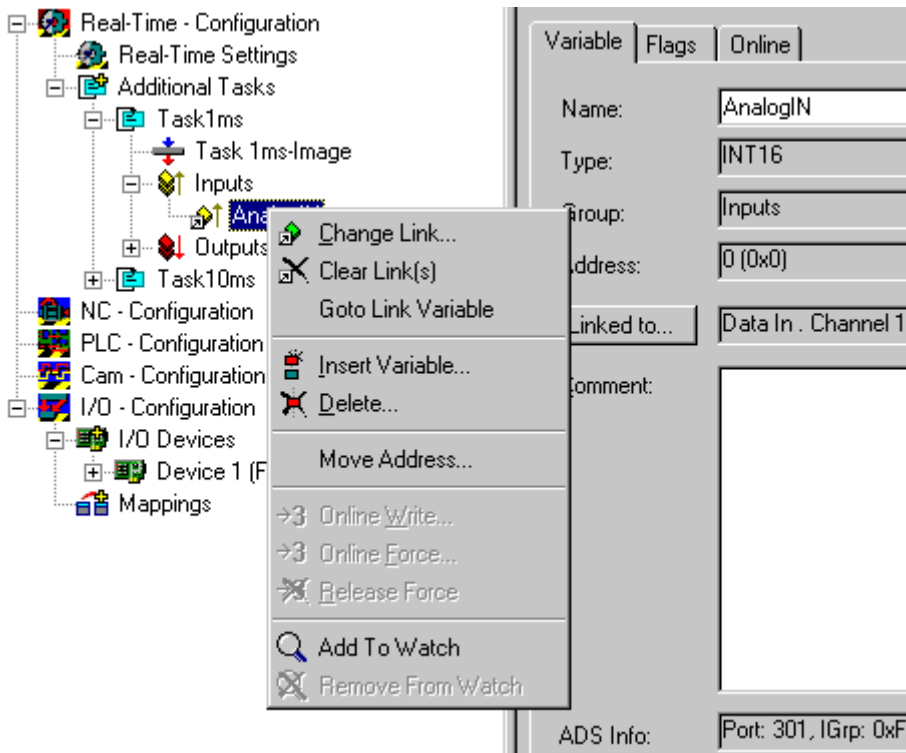 Real-Time - Configuration
Real-Time Settings
Additional Tasks
Task1ms
Task 1ms-Image
Inputs
Outputs
Task10ms
NC - Configuration
PLC - Configuration
Cam - Configuration
I/O - Configuration
I/O Devices
Device 1 (F
Mappings
Change Link...
Clear Link(s)
Goto Link Variable
Insert Variable...
Delete...
Move Address...
Online Write...
Online Force...
Release Force
Add To Watch
Remove From Watch
Variable Flags Online
Name: AnalogIN
Type: INT16
Group: Inputs
Address: 0 (0x0)
Linked to... Data In . Channel 1
Comment:
ADS Info: Port: 301, IGrp: 0xF